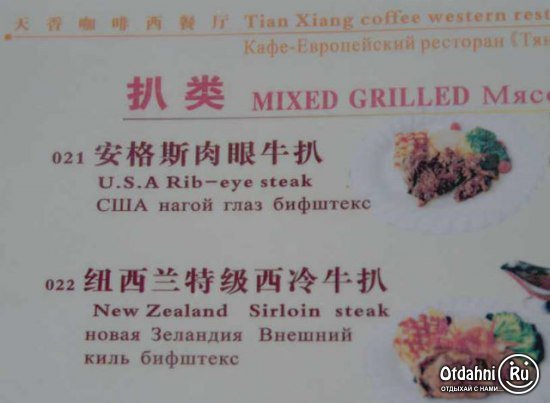 天香咖啡西餐厅 Tian Xiang coffee western rest
Кафе-Европейский ресторан 《Тян
扒类 MIXED GRILLED Мясо
021 安格斯肉眼牛扒
U.S.A Rib-eye steak
США нагой глаз бифштекс
022 纽西兰特级西冷牛扒
New Zealand Sirloin steak
новая Зеландия Внешний
киль бифштекс
Otdahni Ru
ОТДЫХАЙ С НАМИ...